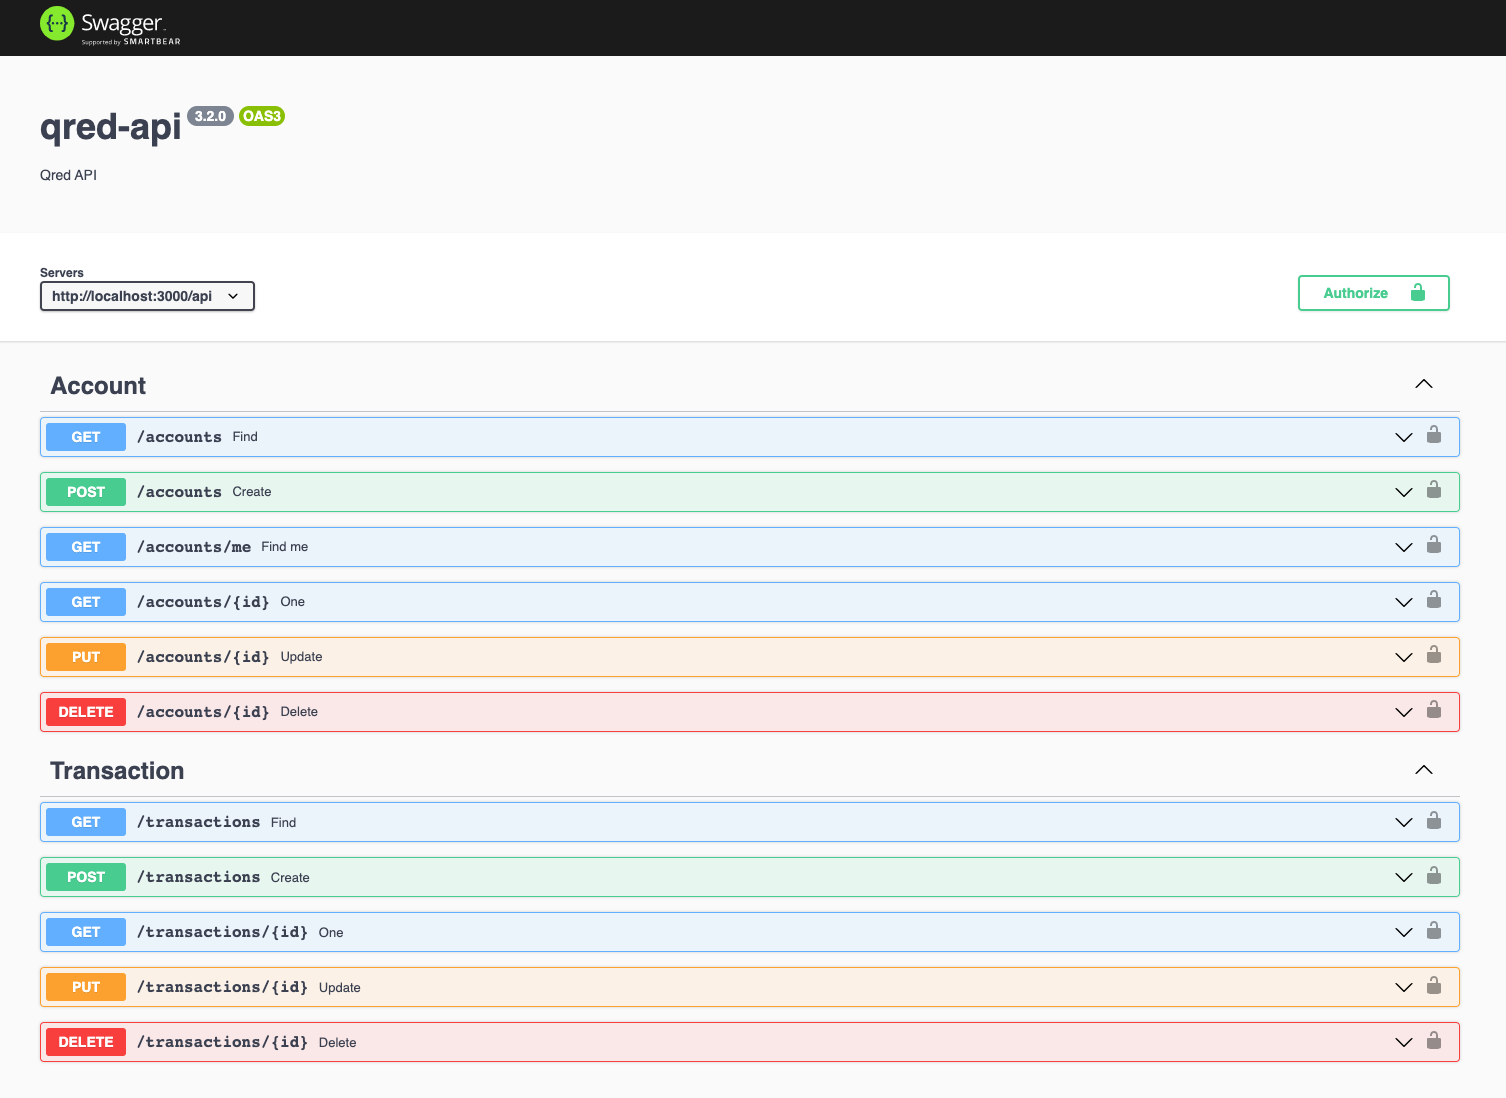 Swagger
Supported by SMARTBEAR
qred-api 3.2.0 OAS3
Qred API
Servers
http://localhost:3000/api
Authorize
Account
GET /accounts Find
POST /accounts Create
GET /accounts/me Find me
GET /accounts/{id} One
PUT /accounts/{id} Update
DELETE /accounts/{id} Delete
Transaction
GET /transactions Find
POST /transactions Create
GET /transactions/{id} One
PUT /transactions/{id} Update
DELETE /transactions/{id} Delete